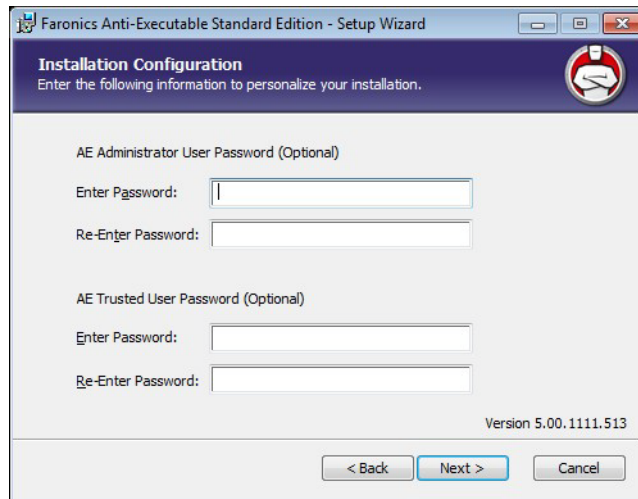 Faronics Anti-Executable Standard Edition - Setup Wizard
Installation Configuration
Enter the following information to personalize your installation.
AE Administrator User Password (Optional)
Enter Password:
Re-Enter Password:
AE Trusted User Password (Optional)
Enter Password:
Re-Enter Password:
Version 5.00.1111.513
< Back Next > Cancel